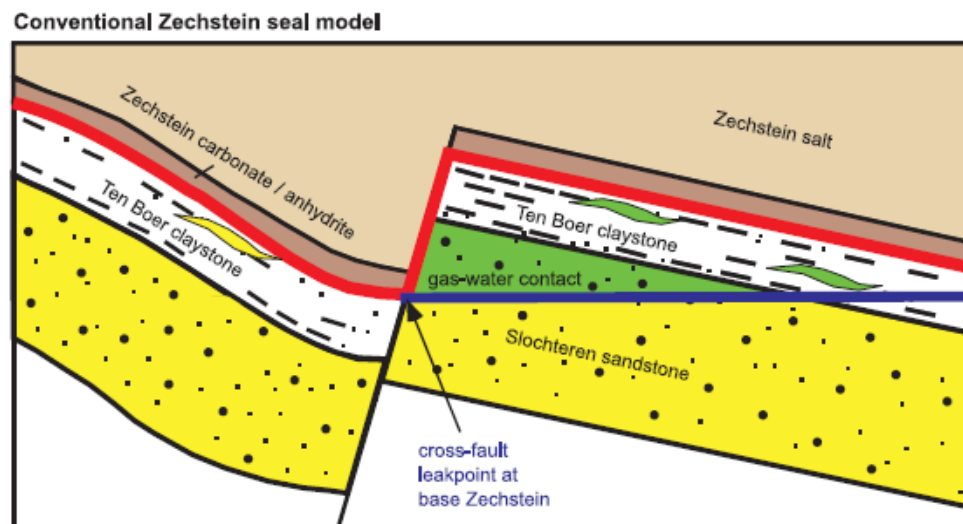 Conventional Zechstein seal model
Zechstein carbonate / anhydrite
Zechstein salt
Ten Boer claystone
Ten Boer claystone
gas-water contact
Slochteren sandstone
cross-fault
leakpoint at
base Zechstein